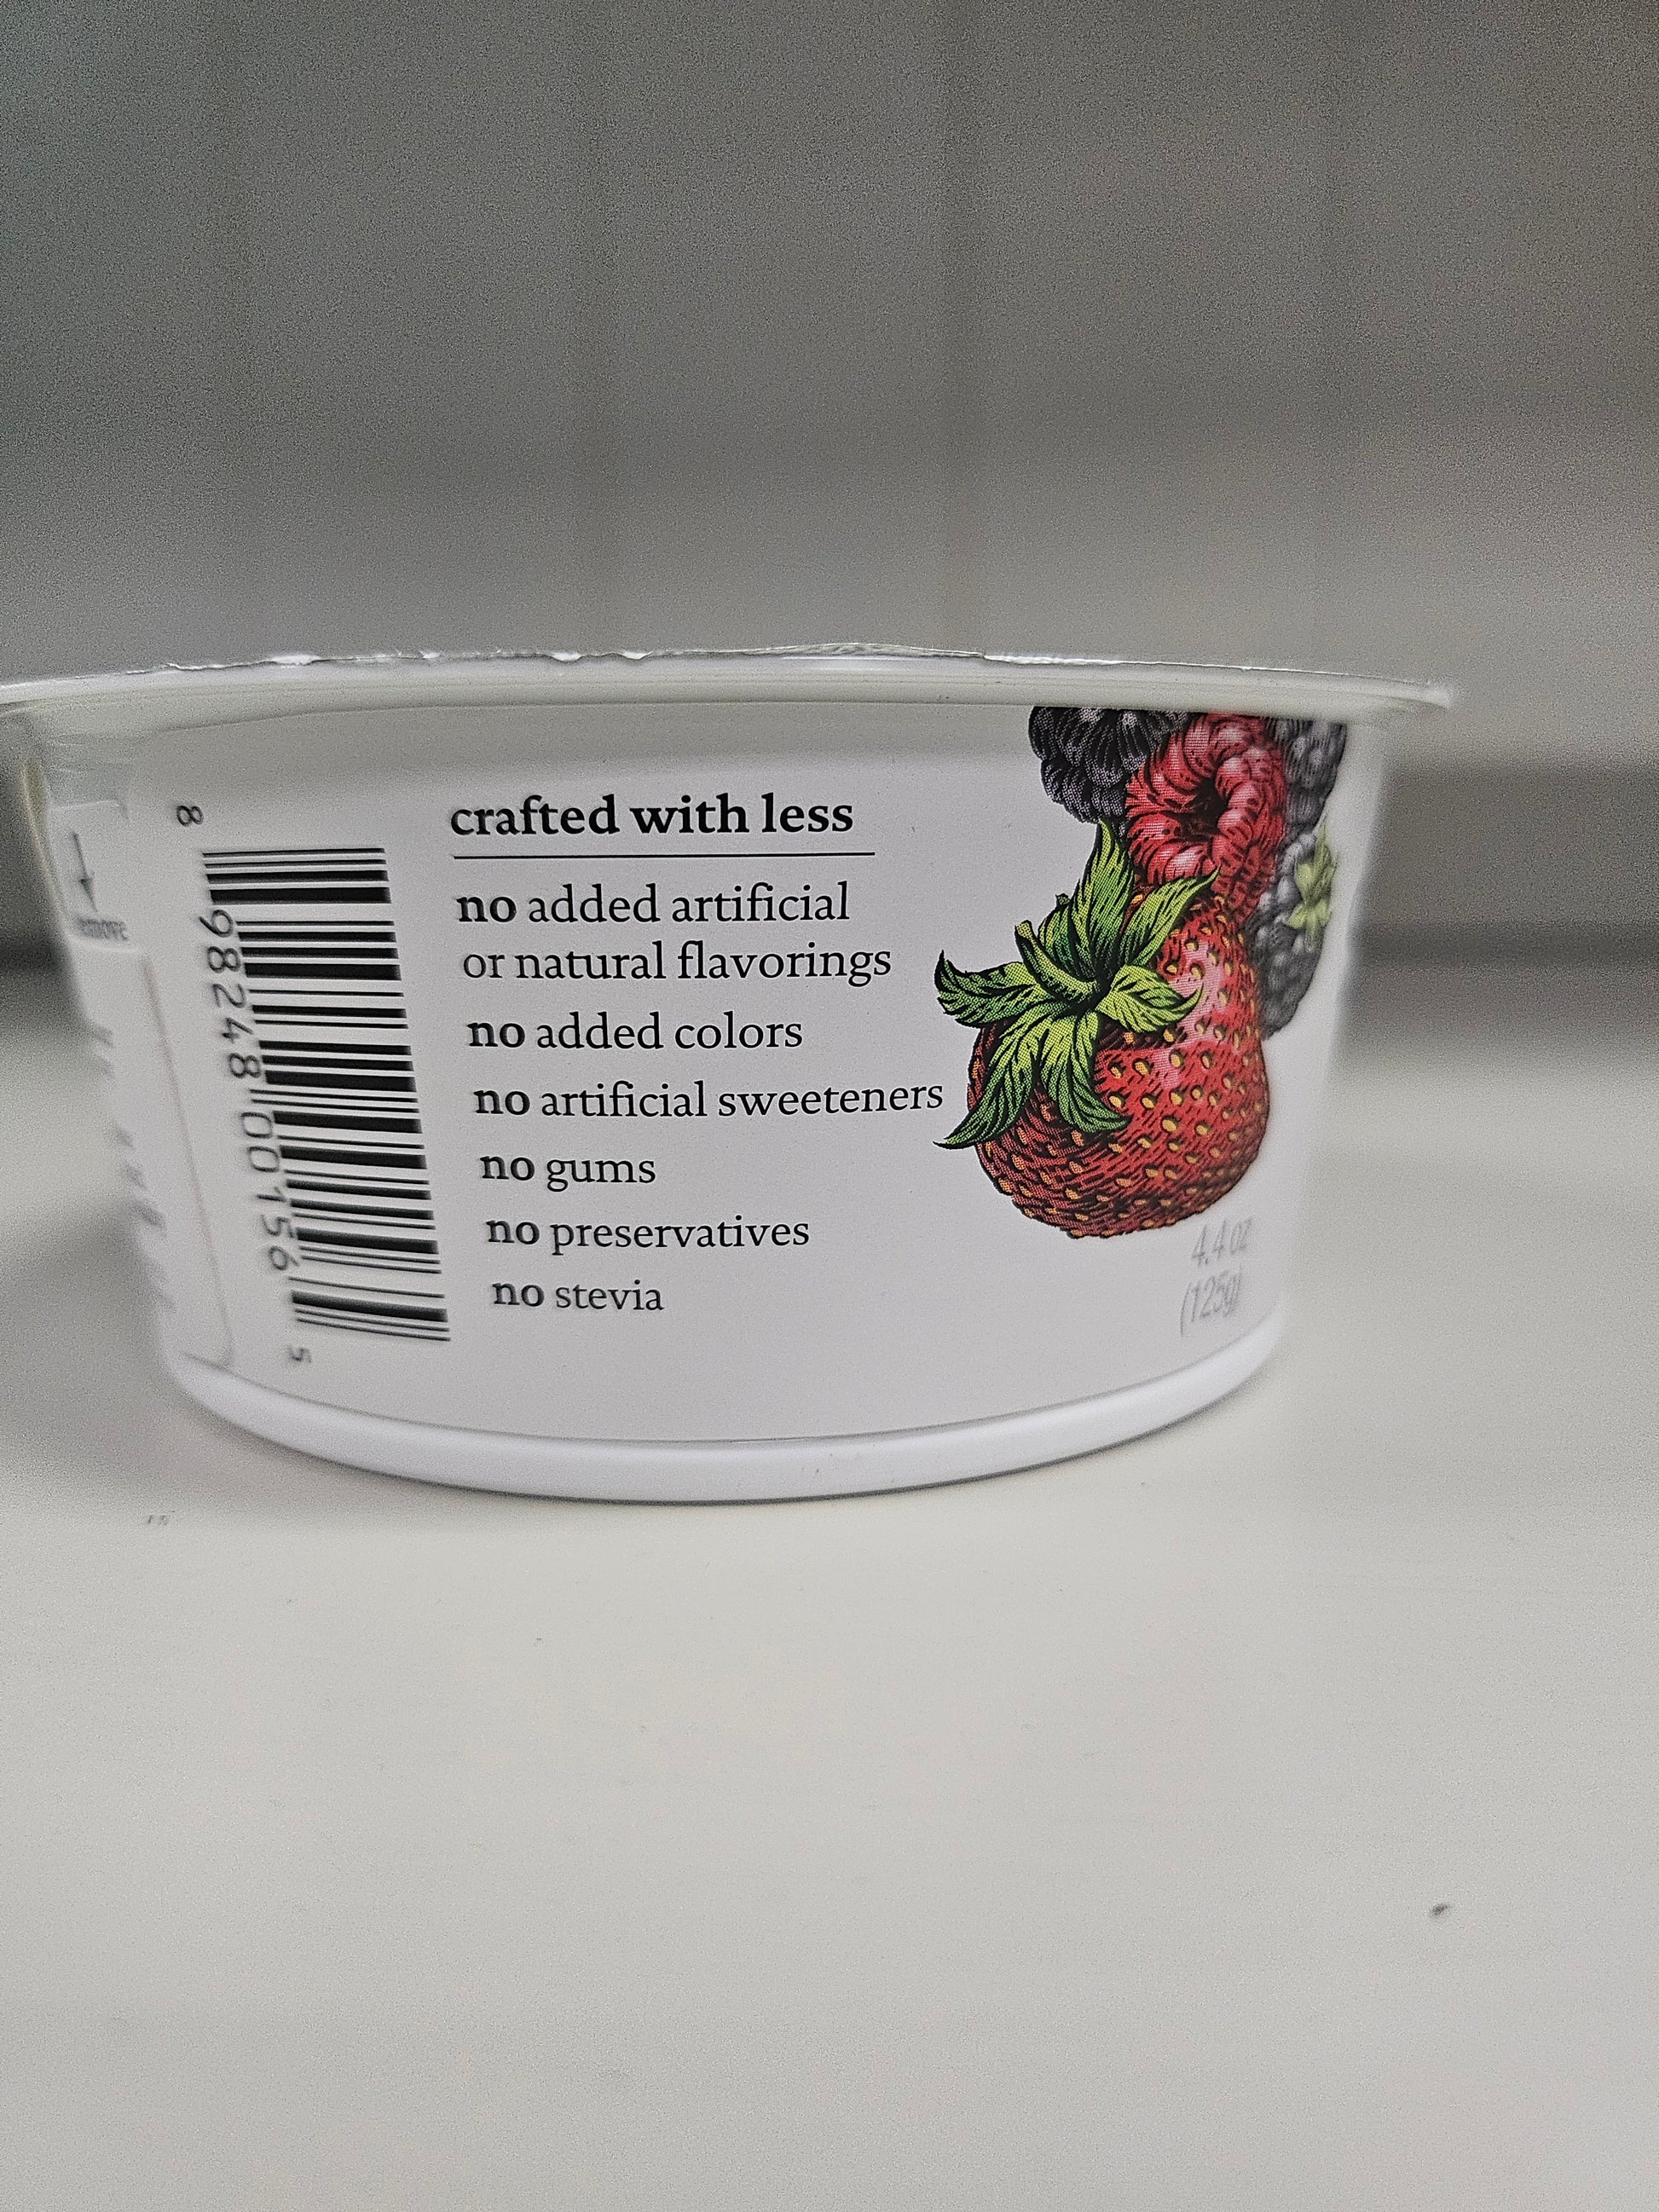 remove
8 98248 00156 5
crafted with less
no added artificial
or natural flavorings
no added colors
no artificial sweeteners
no gums
no preservatives
no stevia
4.4 oz
(125g)